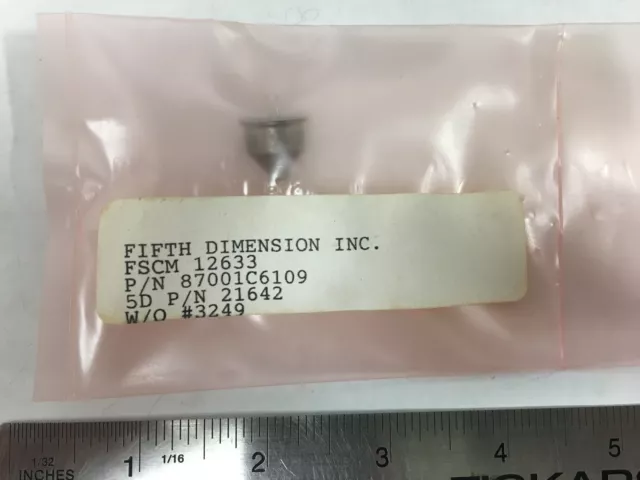 FIFTH DIMENSION INC.
FSCM 12633
P/N 87001C6109
5D P/N 21642
W/O #3249
1/32 1 1/16 2 3 4 5
INCHES